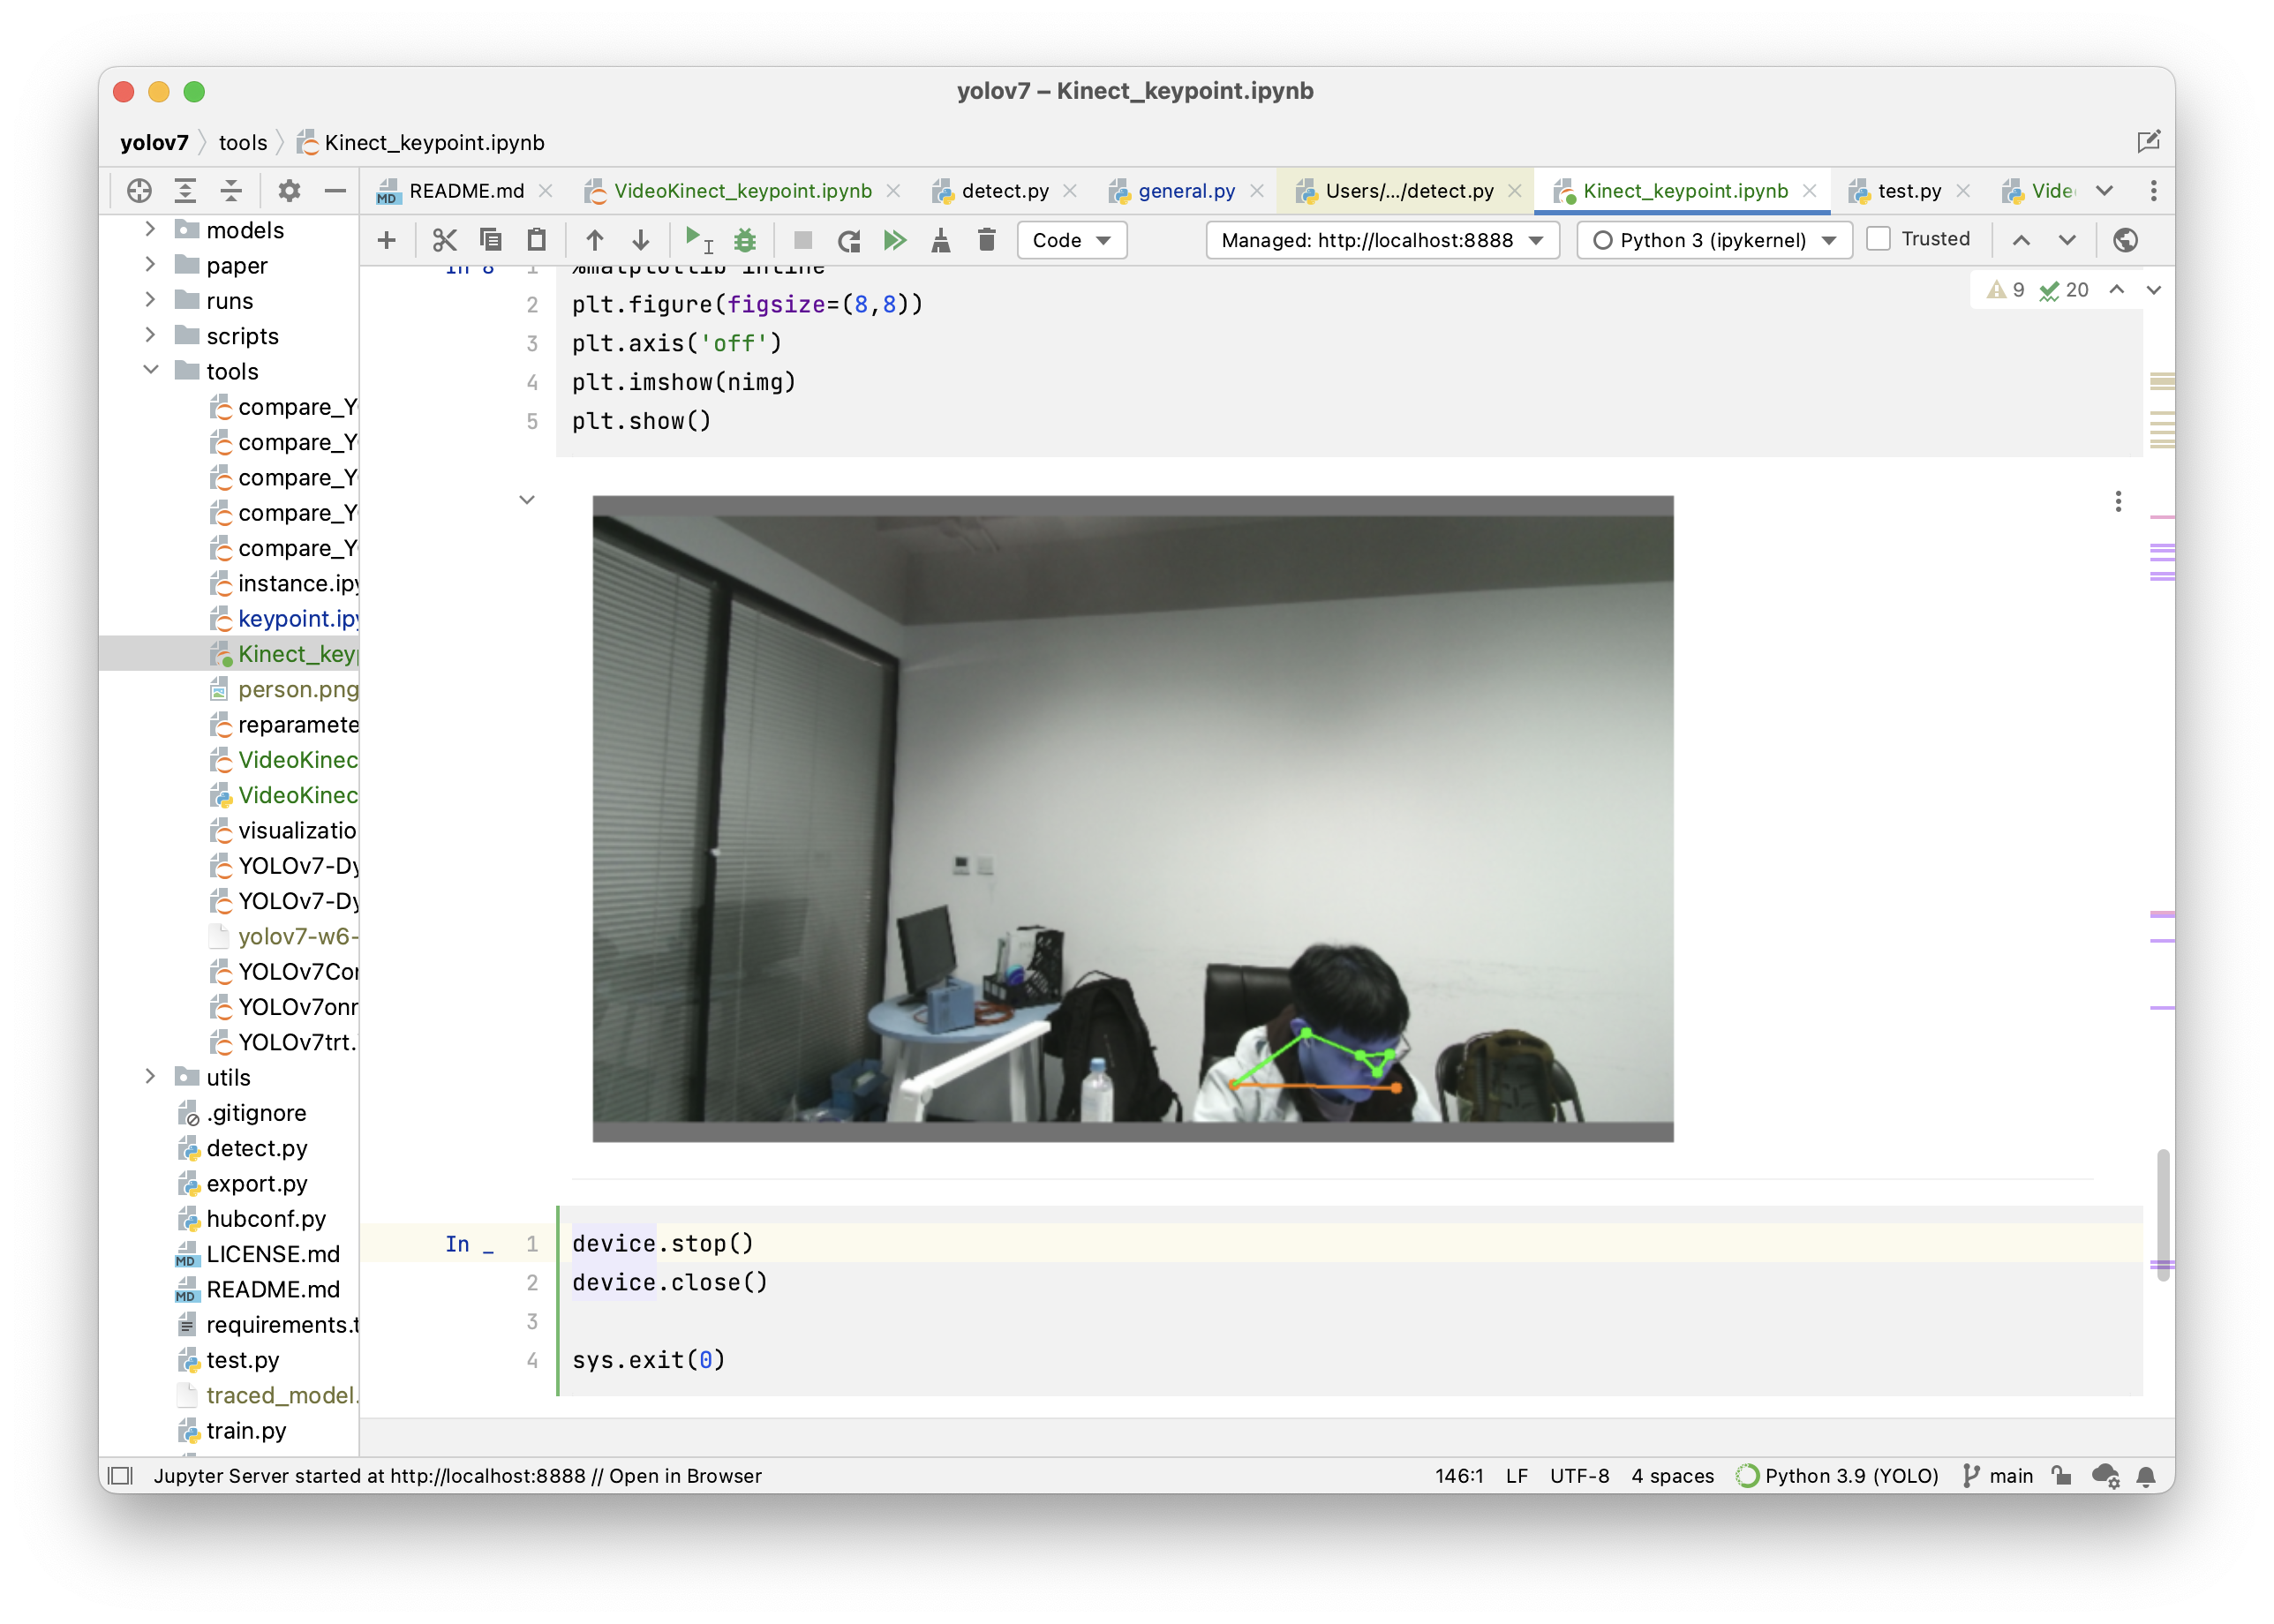 yolov7 – Kinect_keypoint.ipynb
yolov7 tools Kinect_keypoint.ipynb
README.md VideoKinect_keypoint.ipynb detect.py general.py Users/.../detect.py Kinect_keypoint.ipynb test.py Vide
Code Managed: http://localhost:8888 Python 3 (ipykernel) Trusted
models
paper
runs
scripts
tools
compare_Y
compare_Y
compare_Y
compare_Y
compare_Y
instance.ipy
keypoint.ipy
Kinect_key
person.png
reparamete
VideoKinec
VideoKinec
visualizatio
YOLOv7-Dy
YOLOv7-Dy
yolov7-w6-
YOLOv7Cor
YOLOv7onr
YOLOv7trt.
utils
.gitignore
detect.py
export.py
hubconf.py
MD LICENSE.md
MD README.md
requirements.t
test.py
traced_model.
train.py
In 8 1 %matplotlib inline
2 plt.figure(figsize=(8,8))
3 plt.axis('off')
4 plt.imshow(nimg)
5 plt.show()
9 20
In _ 1 device.stop()
2 device.close()
3
4 sys.exit(0)
Jupyter Server started at http://localhost:8888 // Open in Browser 146:1 LF UTF-8 4 spaces Python 3.9 (YOLO) main